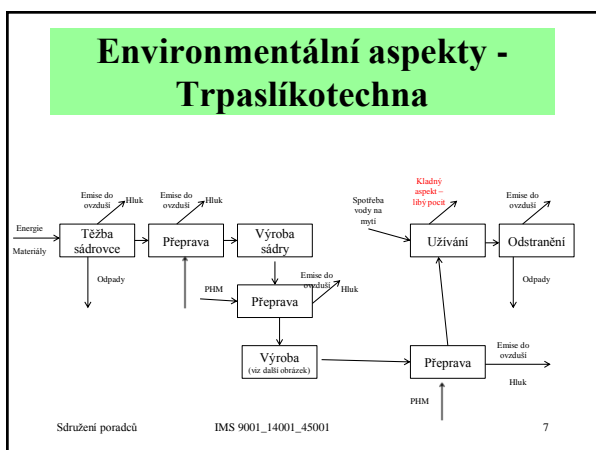 Environmentální aspekty -
Trpaslíkotechna
Kladný
aspekt –
libý pocit
Emise do
ovzduší
Hluk
Emise do
ovzduší
Hluk
Spotřeba
vody na
mytí
Emise do
ovzduší
Energie
Materiály
Těžba
sádrovce
Přeprava
Výroba
sádry
Užívání
Odstranění
Odpady
PHM
Přeprava
Emise do
ovzduší
Hluk
Odpady
Výroba
(viz další obrázek)
Přeprava
Emise do
ovzduší
Hluk
PHM
Sdružení poradců IMS 9001_14001_45001 7